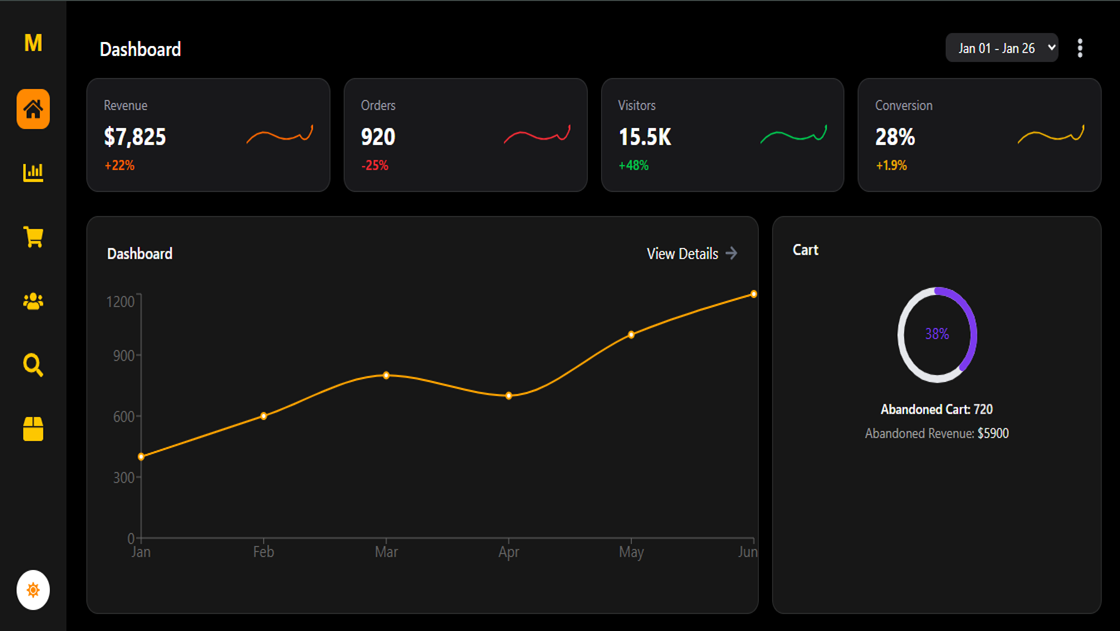 M
Dashboard
Jan 01 - Jan 26
Revenue
$7,825
+22%
Orders
920
-25%
Visitors
15.5K
+48%
Conversion
28%
+1.9%
Dashboard
View Details
1200
900
600
300
0
Jan Feb Mar Apr May Jun
Cart
38%
Abandoned Cart: 720
Abandoned Revenue: $5900